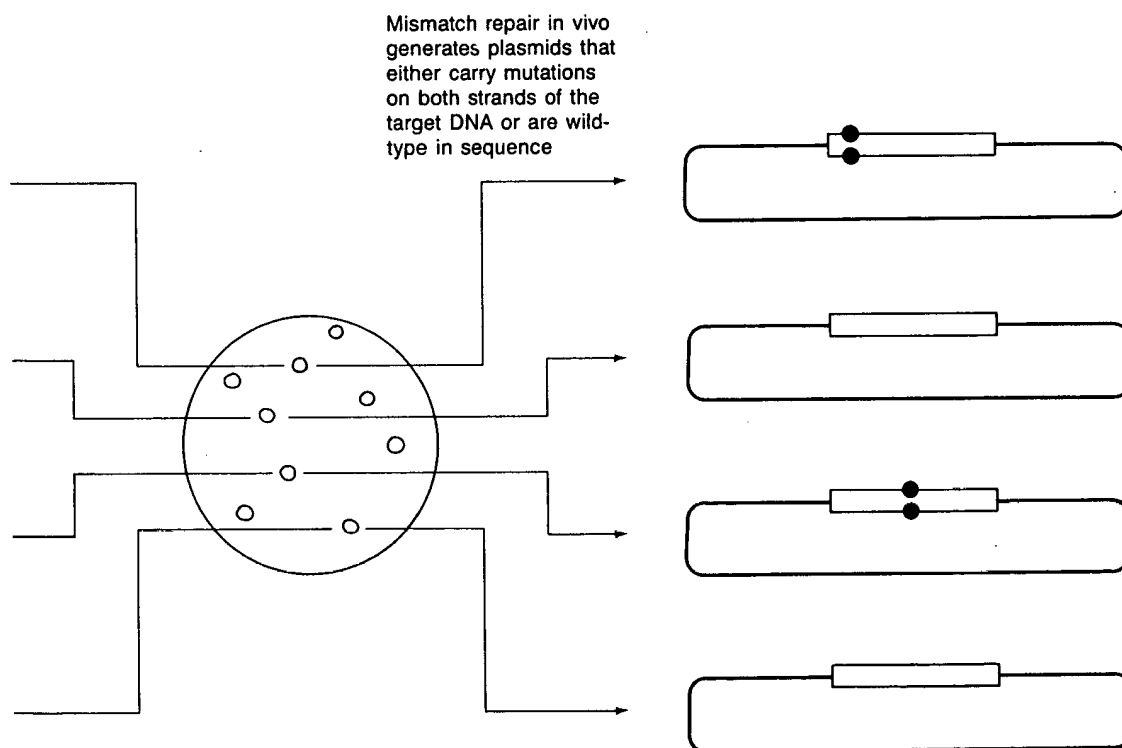 Mismatch repair in vivo
generates plasmids that
either carry mutations
on both strands of the
target DNA or are wild-
type in sequence